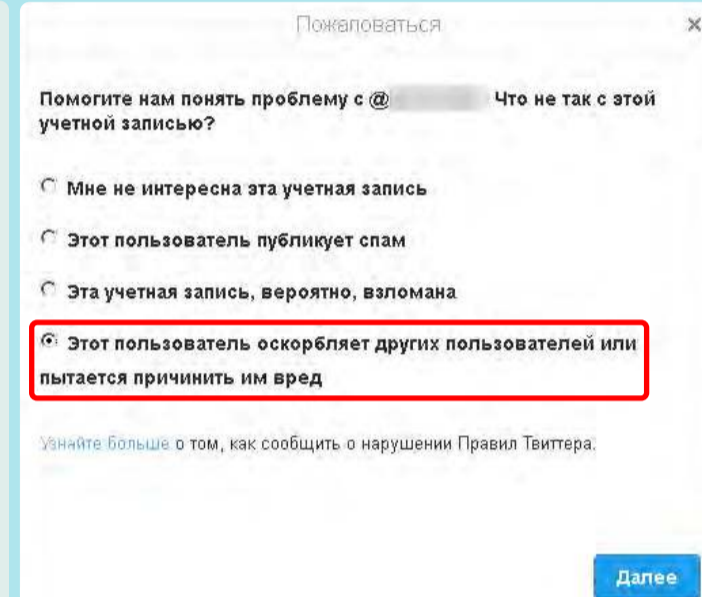 Пожаловаться
Помогите нам понять проблему с @ Что не так с этой
учетной записью?
Мне не интересна эта учетная запись
Этот пользователь публикует спам
Эта учетная запись, вероятно, взломана
Этот пользователь оскорбляет других пользователей или
пытается причинить им вред
Узнайте больше о том, как сообщить о нарушении Правил Твиттера.
Далее